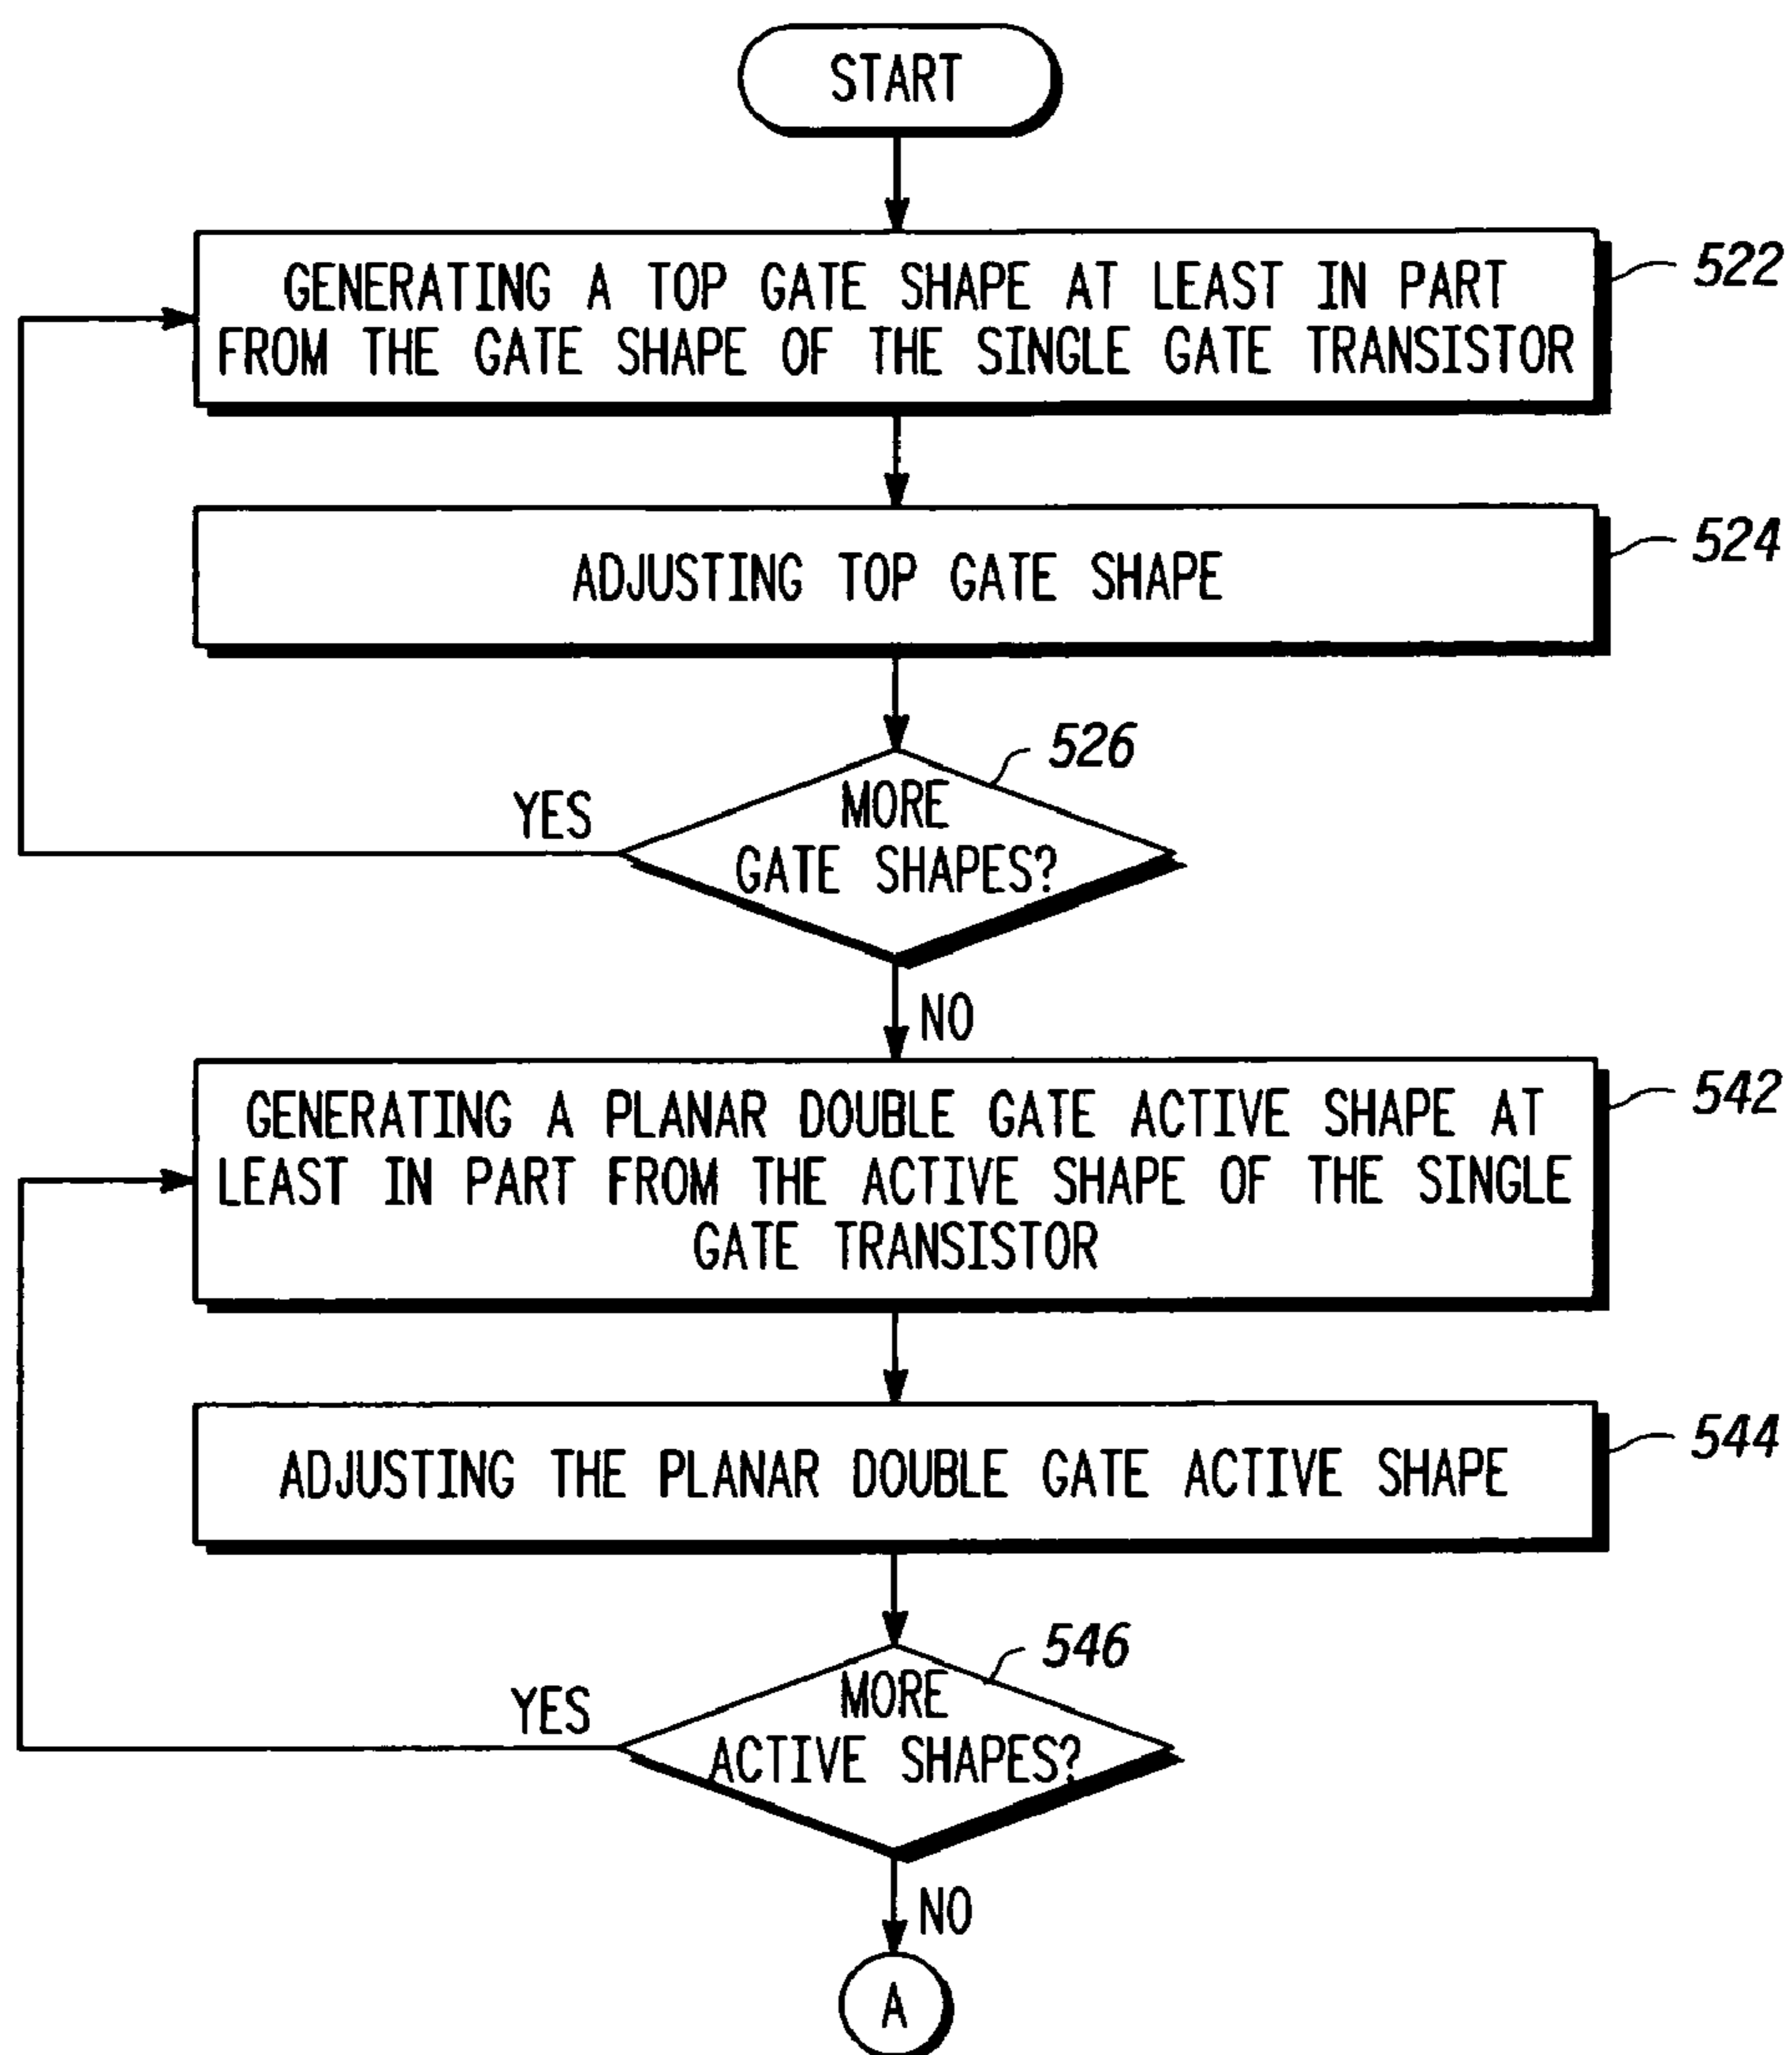 START
GENERATING A TOP GATE SHAPE AT LEAST IN PART
FROM THE GATE SHAPE OF THE SINGLE GATE TRANSISTOR
522
ADJUSTING TOP GATE SHAPE
524
526
MORE
GATE SHAPES?
YES
NO
GENERATING A PLANAR DOUBLE GATE ACTIVE SHAPE AT
LEAST IN PART FROM THE ACTIVE SHAPE OF THE SINGLE
GATE TRANSISTOR
542
ADJUSTING THE PLANAR DOUBLE GATE ACTIVE SHAPE
544
546
MORE
ACTIVE SHAPES?
YES
NO
A